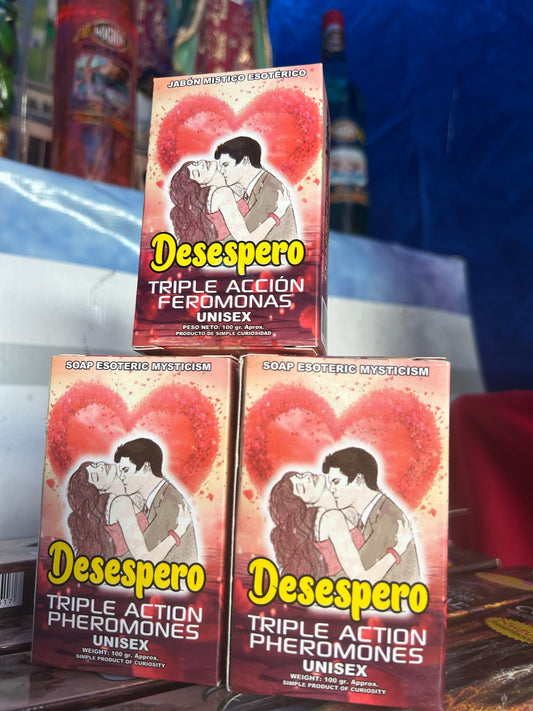 JABÓN MISTICO ESOTÉRICO
Desespero
TRIPLE ACCIÓN
FEROMONAS
UNISEX
PESO NETO: 100 gr. Aprox.
PRODUCTO DE SIMPLE CURIOSIDAD
SOAP ESOTERIC MYSTICISM
Desespero
TRIPLE ACTION
PHEROMONES
UNISEX
WEIGHT: 100 gr. Approx.
SIMPLE PRODUCT OF CURIOSITY
SOAP ESOTERIC MYSTICISM
Desespero
TRIPLE ACTION
PHEROMONES
UNISEX
WEIGHT: 100 gr. Approx.
SIMPLE PRODUCT OF CURIOSITY